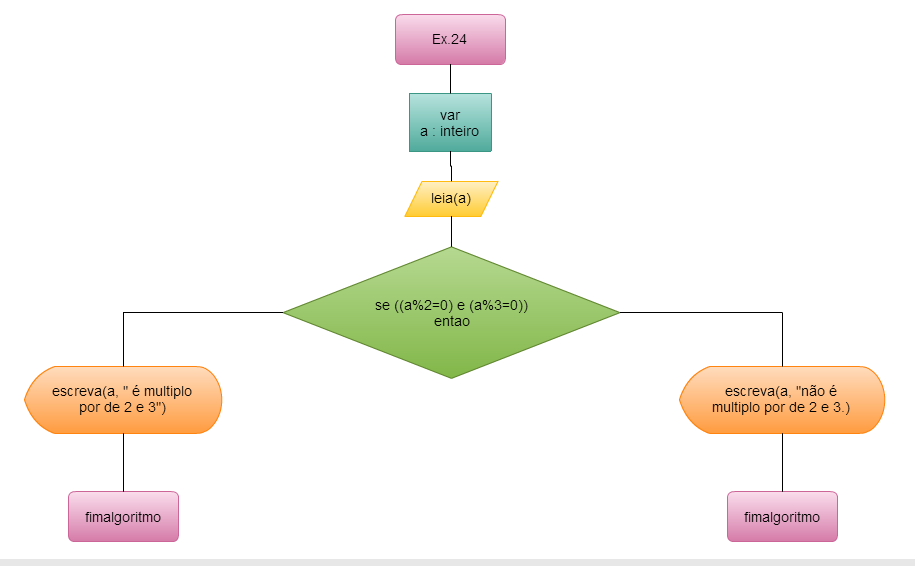 Ex.24
var
a : inteiro
leia(a)
se ((a%2=0) e (a%3=0))
entao
escreva(a, " é multiplo
por de 2 e 3")
escreva(a, "não é
multiplo por de 2 e 3.)
fimalgoritmo
fimalgoritmo